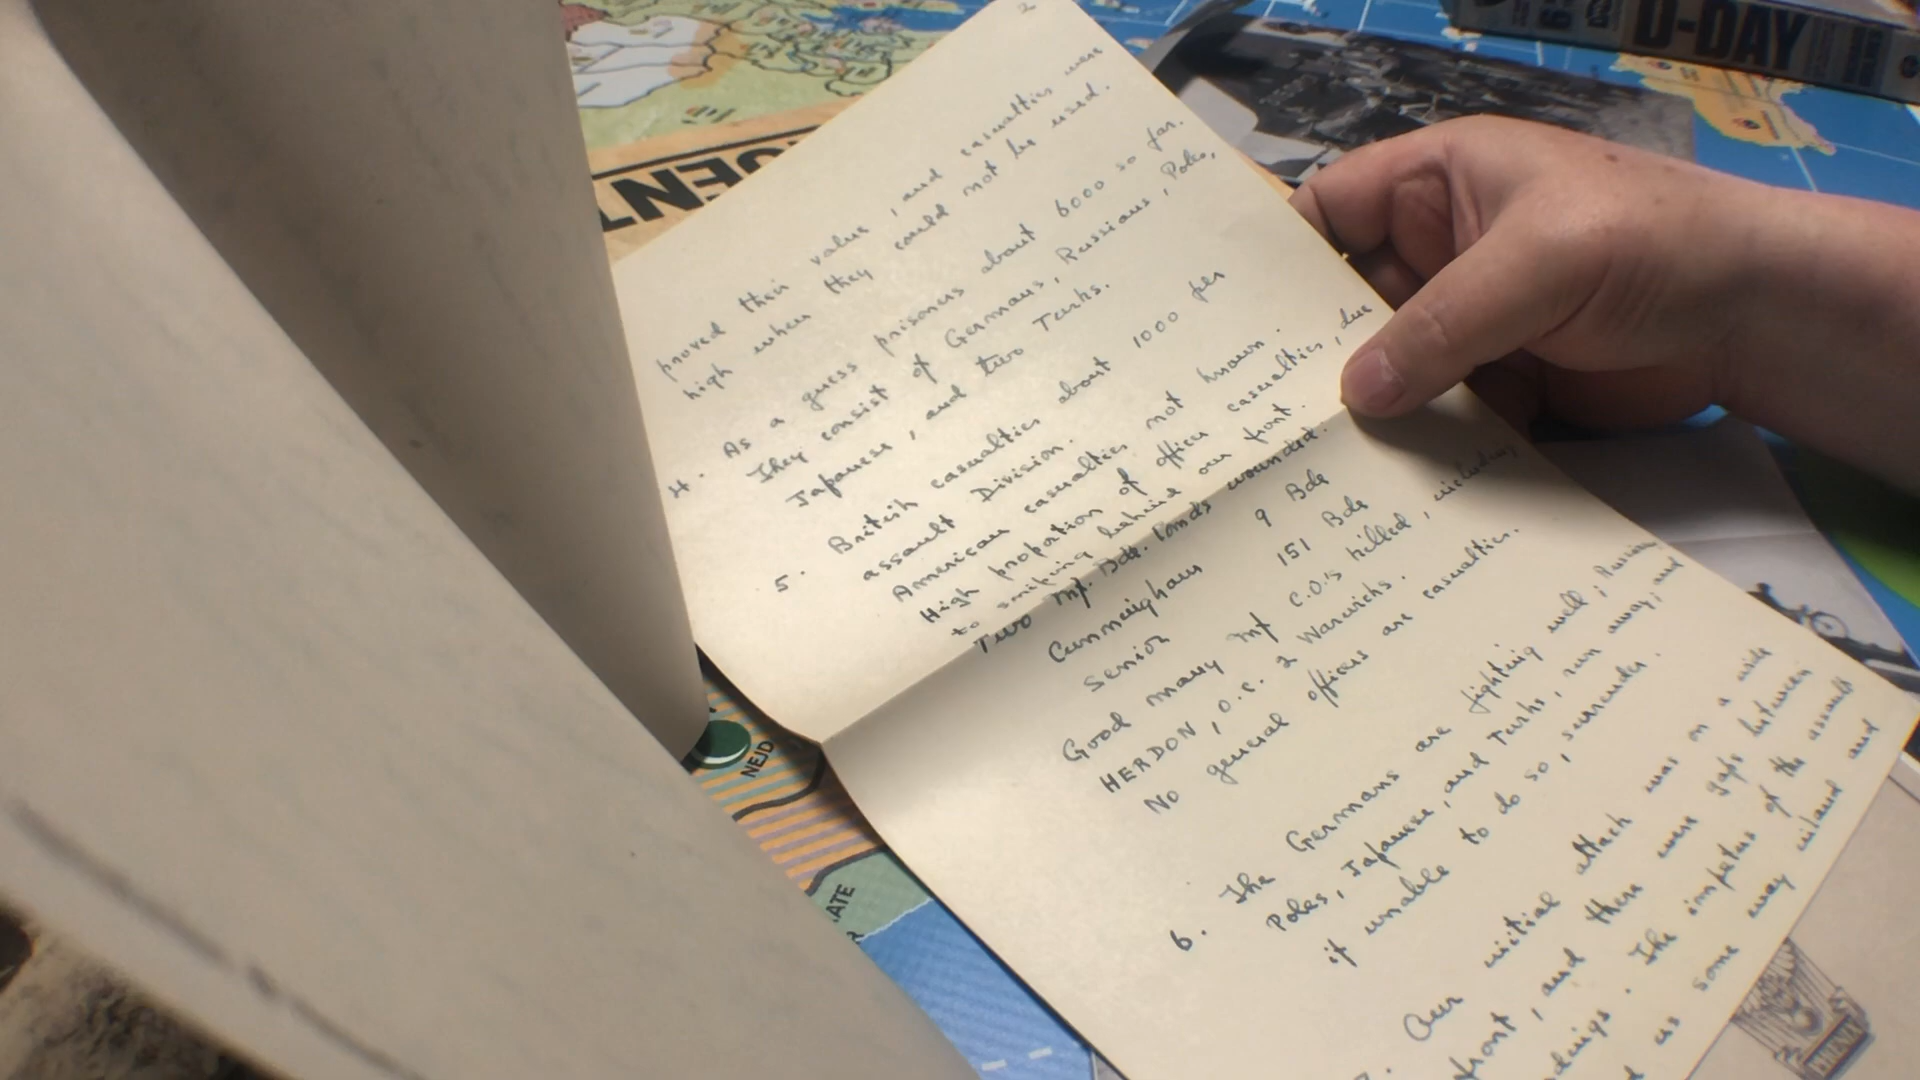 2
proved their value, and casualties were
high when they could not be used.
4. As a guess prisoners about 6000 so far.
They consist of Germans, Russians, Poles,
Japanese, and two Turks.
5. British casualties about 1000 per
assault Division.
American casualties not known.
High proportion of officer casualties, due
to sniping behind our front.
Two Inf. Bde. Comds wounded.
Cunningham 9 Bde
Senior 151 Bde
Good many Inf C.O.'s killed, including
HERDON, O.C. 2 Warwicks.
No general officers are casualties.
6. The Germans are fighting well; Russians,
Poles, Japanese, and Turks, run away; and
if unable to do so, surrender.
Our initial attack was on a wide
front, and there were gaps between
The impetus of the assault
us some way inland and
D-DAY
NEJD